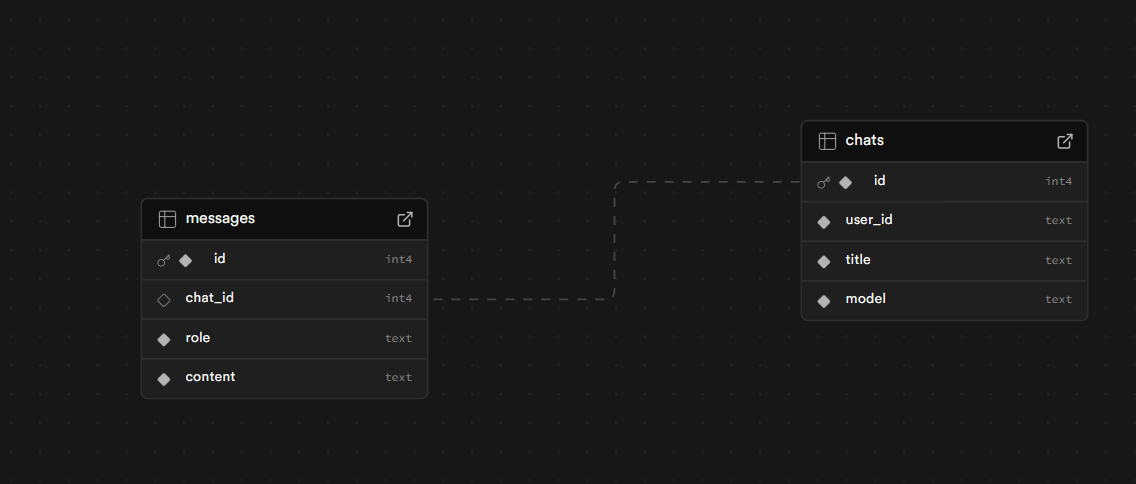 messages
id int4
chat_id int4
role text
content text
chats
id int4
user_id text
title text
model text